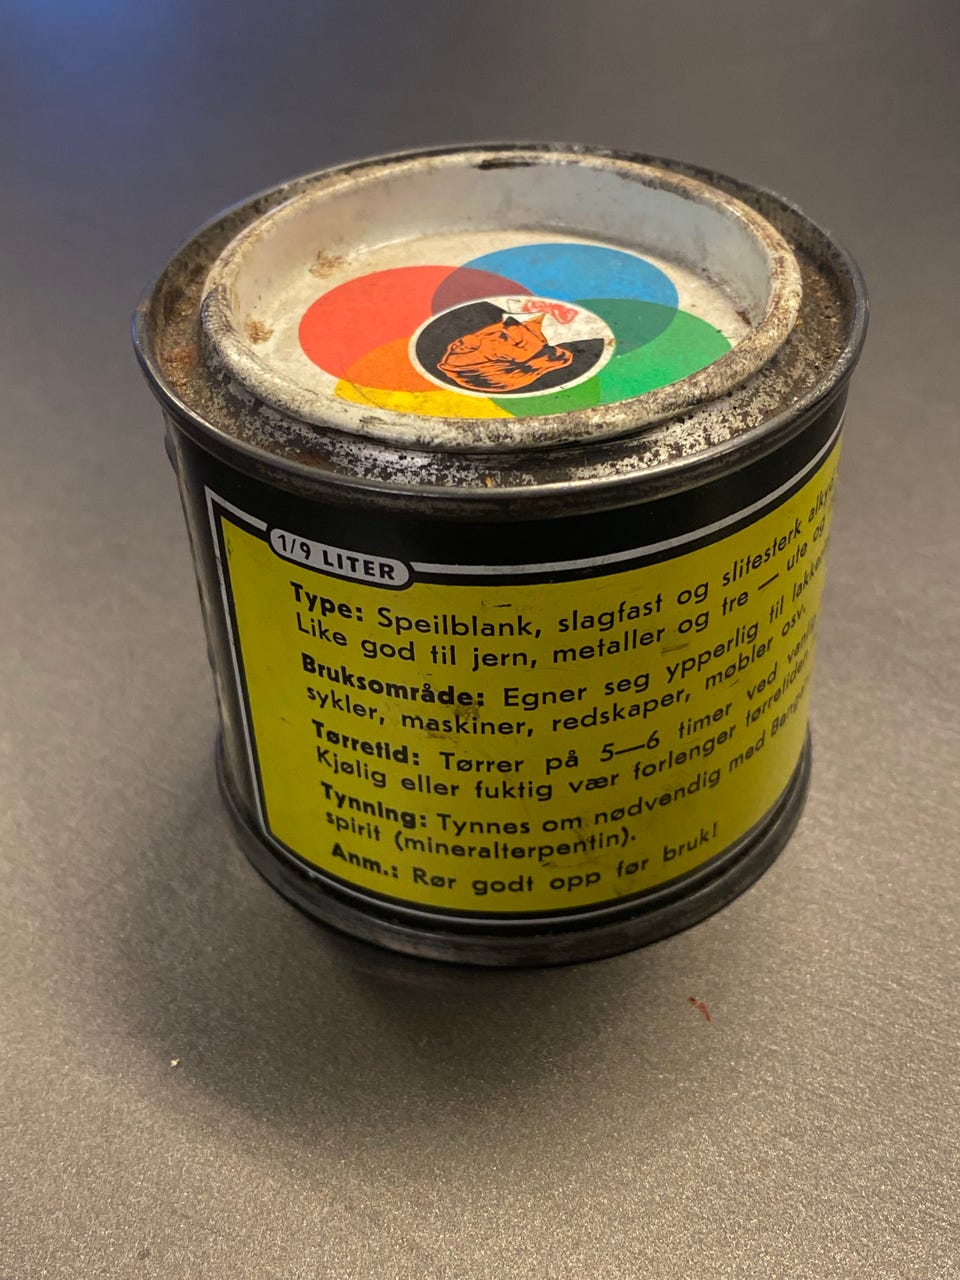 1/9 LITER
Type: Speilblank, slagfast og slitesterk
Like god til jern, metaller og tre — ute og
Bruksområde: Egner seg ypperlig til
sykler, maskiner, redskaper, møbler osv.
Tørretid: Tørrer på 5—6 timer ved
Kjølig eller fuktig vær forlenger tørretiden
Tynning: Tynnes om nødvendig med
spirit (mineralterpentin).
Anm.: Rør godt opp før bruk!